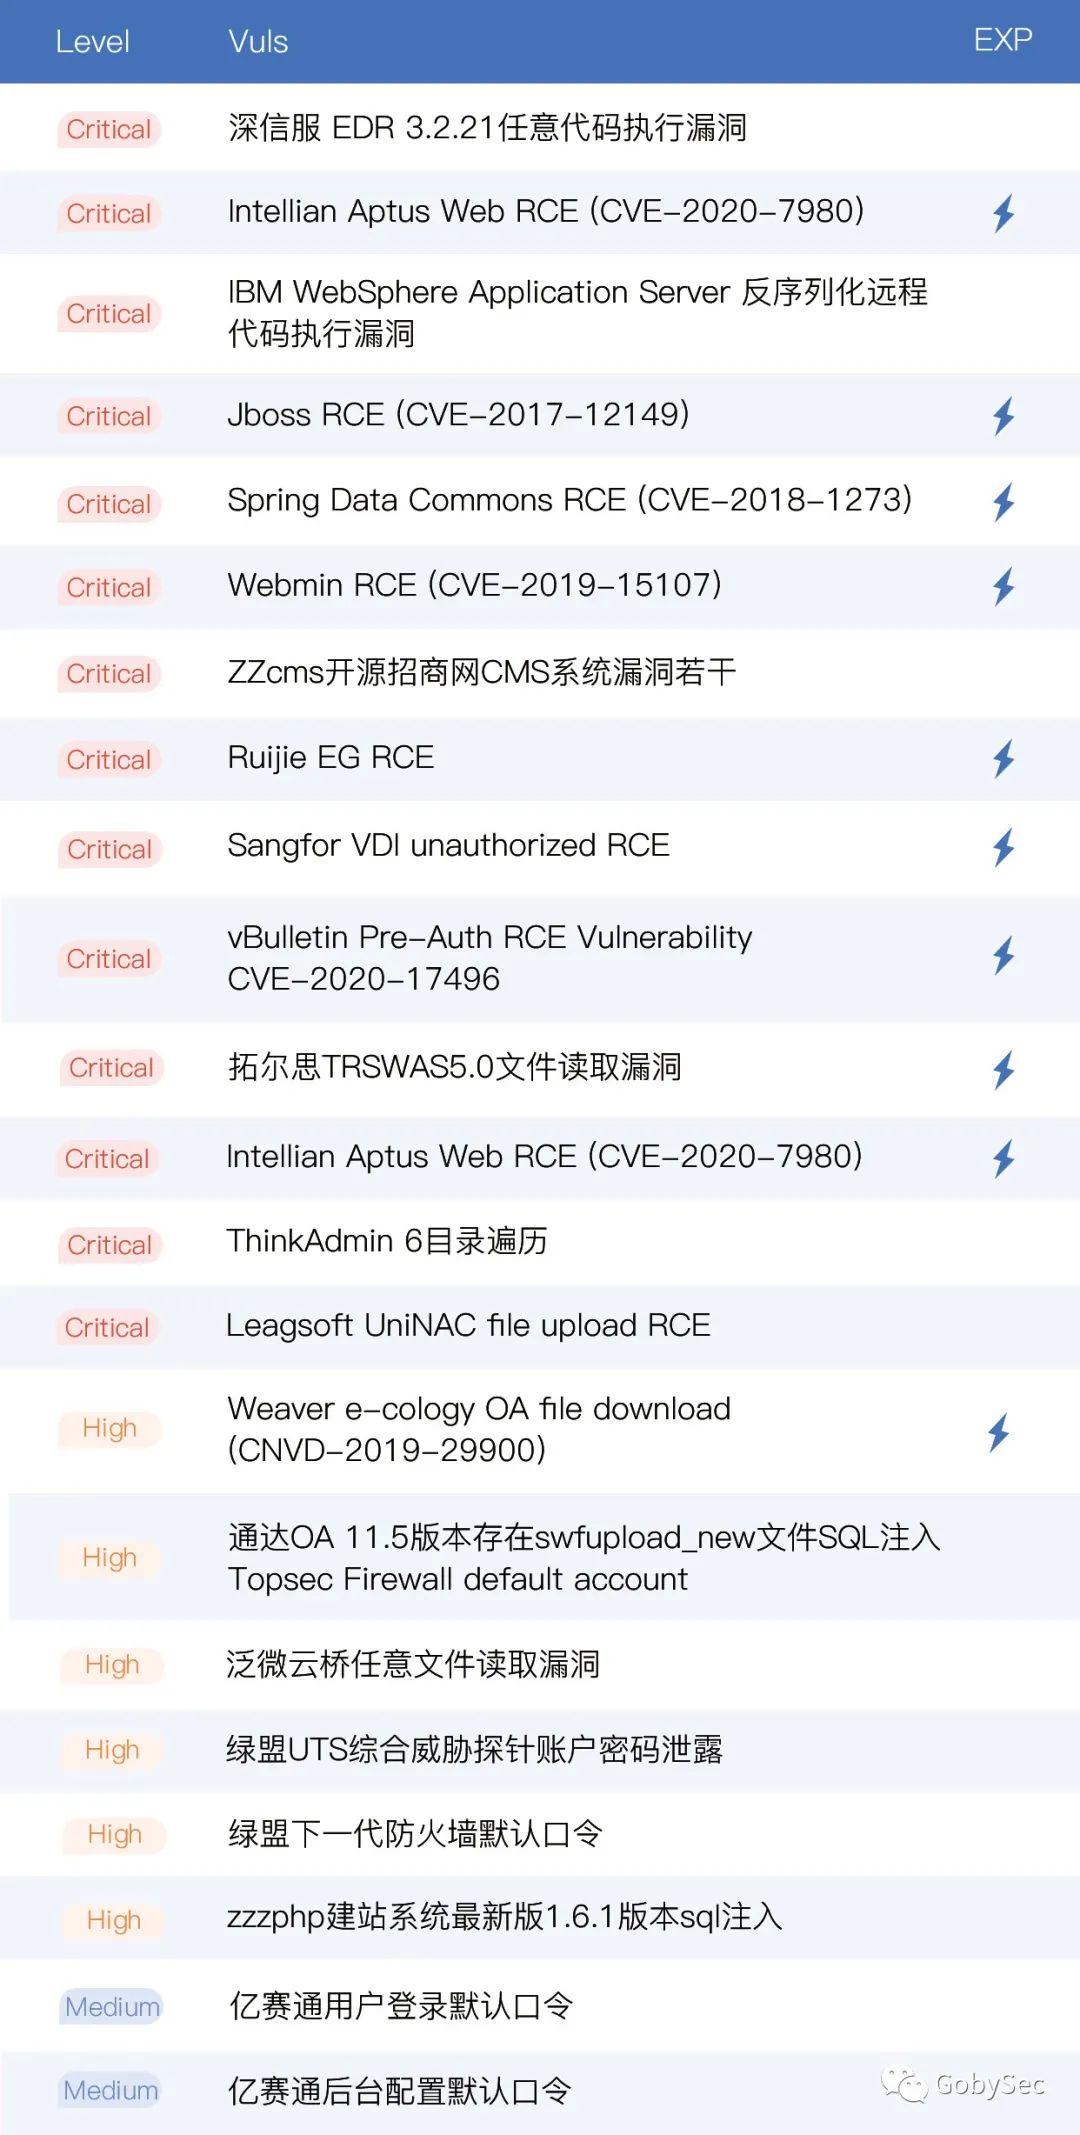 Level Vuls EXP
Critical 深信服 EDR 3.2.21任意代码执行漏洞
Critical Intellian Aptus Web RCE (CVE-2020-7980)
Critical IBM WebSphere Application Server 反序列化远程
代码执行漏洞
Critical Jboss RCE (CVE-2017-12149)
Critical Spring Data Commons RCE (CVE-2018-1273)
Critical Webmin RCE (CVE-2019-15107)
Critical ZZcms开源招商网CMS系统漏洞若干
Critical Ruijie EG RCE
Critical Sangfor VDI unauthorized RCE
Critical vBulletin Pre-Auth RCE Vulnerability
CVE-2020-17496
Critical 拓尔思TRSWAS5.0文件读取漏洞
Critical Intellian Aptus Web RCE (CVE-2020-7980)
Critical ThinkAdmin 6目录遍历
Critical Leagsoft UniNAC file upload RCE
High Weaver e-cology OA file download
(CNVD-2019-29900)
High 通达OA 11.5版本存在swfupload_new文件SQL注入
Topsec Firewall default account
High 泛微云桥任意文件读取漏洞
High 绿盟UTS综合威胁探针账户密码泄露
High 绿盟下一代防火墙默认口令
High zzzphp建站系统最新版1.6.1版本sql注入
Medium 亿赛通用户登录默认口令
Medium 亿赛通后台配置默认口令
GobySec